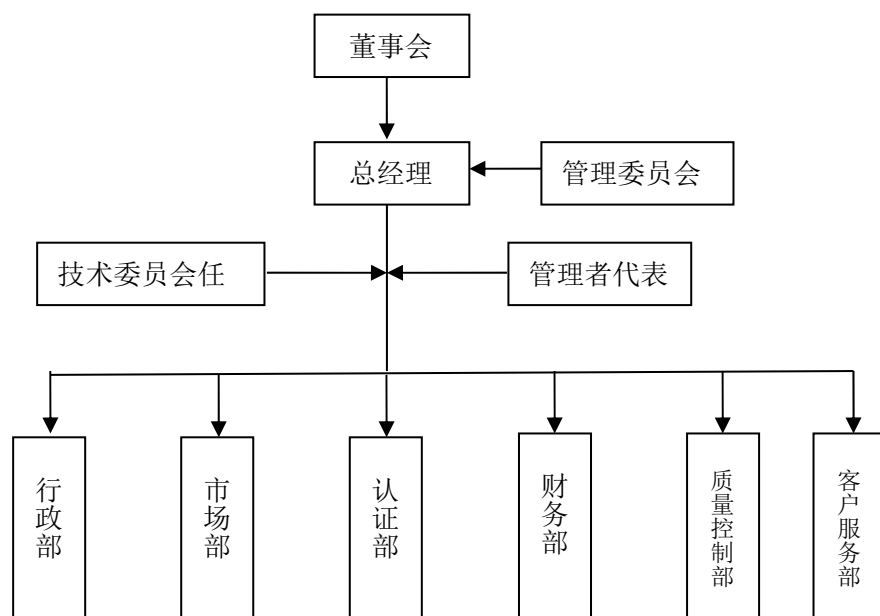 董事会
总经理
管理委员会
技术委员会任
管理者代表
行政部
市场部
认证部
财务部
质量控制部
客户服务部